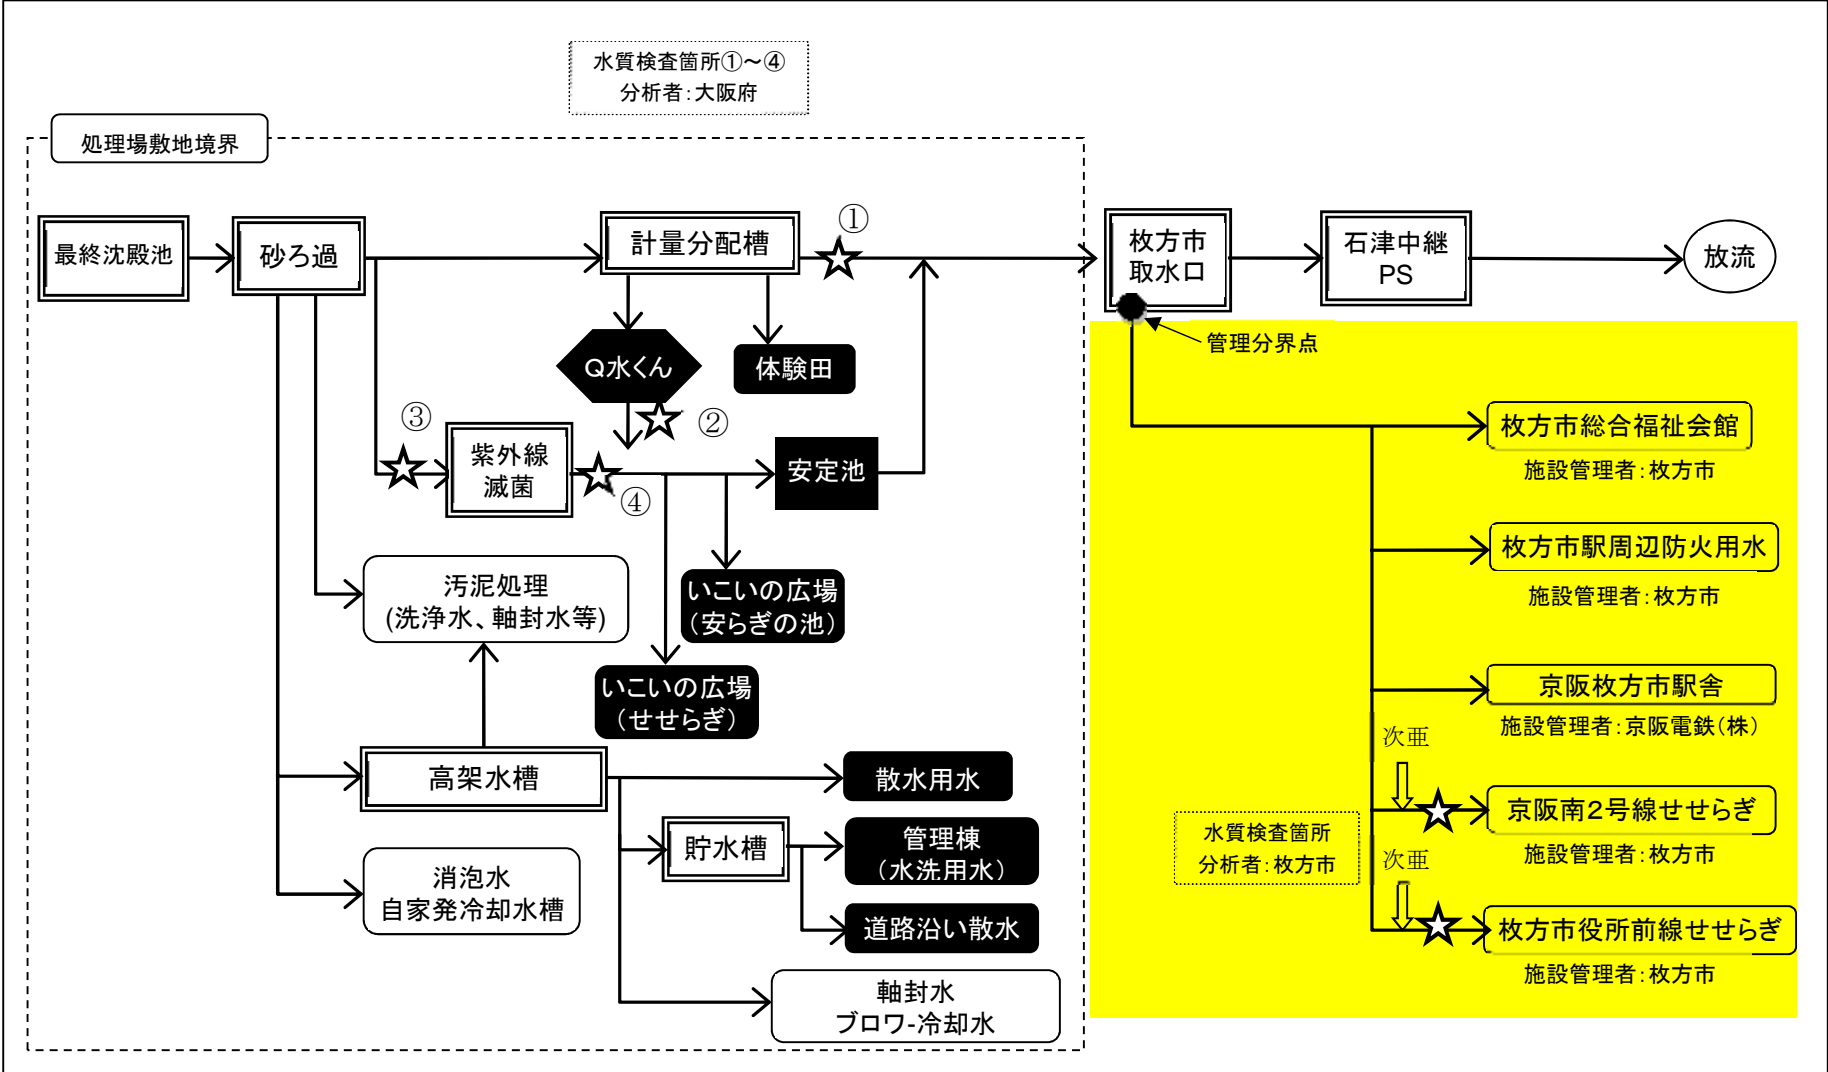 水質検査箇所①～④
分析者：大阪府
処理場敷地境界
最終沈殿池
砂ろ過
計量分配槽
①
枚方市
取水口
石津中継
PS
放流
管理分界点
Q水くん
体験田
③
②
紫外線
滅菌
④
安定池
枚方市総合福祉会館
施設管理者：枚方市
枚方市駅周辺防火用水
施設管理者：枚方市
汚泥処理
(洗浄水、軸封水等)
いこいの広場
（安らぎの池）
いこいの広場
（せせらぎ）
京阪枚方市駅舎
施設管理者：京阪電鉄（株）
次亜
高架水槽
散水用水
京阪南２号線せせらぎ
施設管理者：枚方市
水質検査箇所
分析者：枚方市
次亜
貯水槽
管理棟
（水洗用水）
消泡水
自家発冷却水槽
道路沿い散水
枚方市役所前線せせらぎ
施設管理者：枚方市
軸封水
ブロワ-冷却水